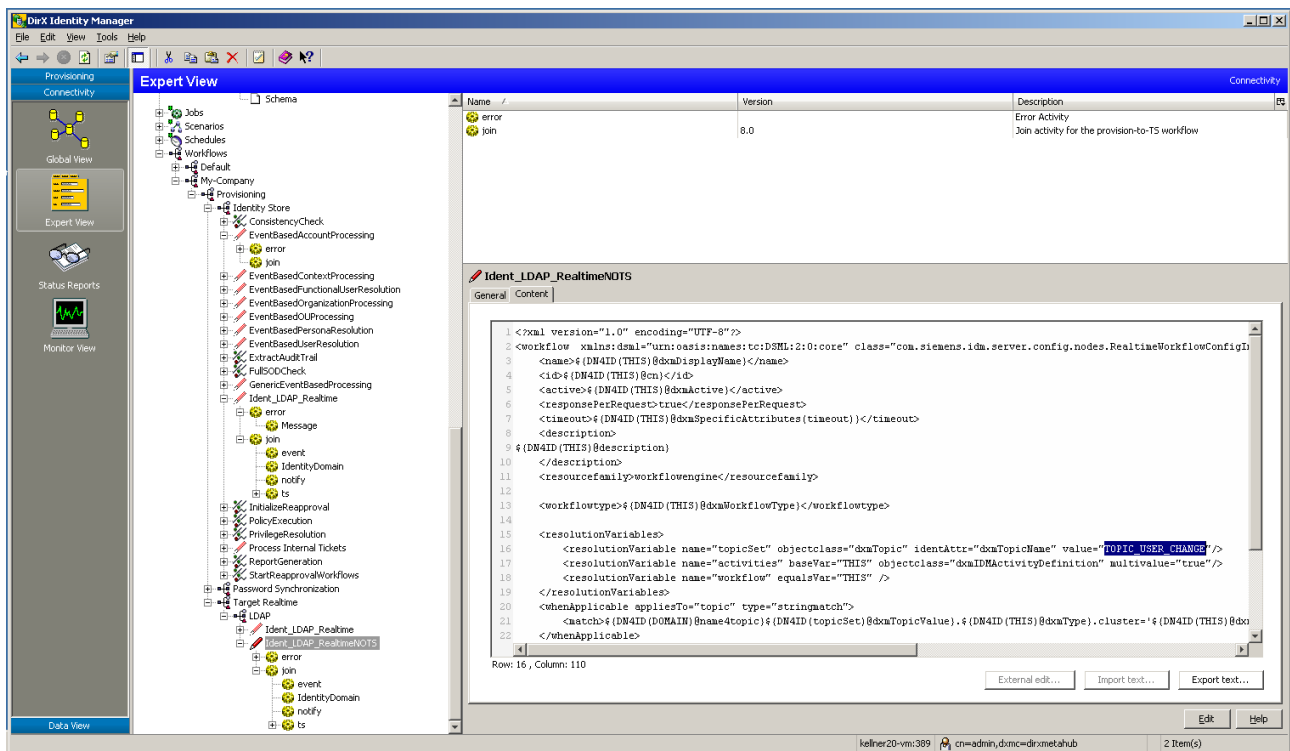 DirX Identity Manager
File Edit View Tools Help
Provisioning
Connectivity
Global View
Expert View
Status Reports
Monitor View
Data View
Expert View
Connectivity
Schema
Jobs
Scenarios
Schedules
Workflows
Default
My-Company
Provisioning
Identity Store
ConsistencyCheck
EventBasedAccountProcessing
error
join
EventBasedContextProcessing
EventBasedFunctionalUserResolution
EventBasedOrganizationProcessing
EventBasedOUProcessing
EventBasedPersonaResolution
EventBasedUserResolution
ExtractAuditTrail
FullSODCheck
GenericEventBasedProcessing
Ident_LDAP_Realtime
error
Message
join
event
IdentityDomain
notify
ts
InitializeReapproval
PolicyExecution
PrivilegeResolution
Process Internal Tickets
ReportGeneration
StartReapprovalWorkflows
Password Synchronization
Target Realtime
LDAP
Ident_LDAP_Realtime
Ident_LDAP_RealtimeNOTS
error
join
event
IdentityDomain
notify
ts
Name Version Description
error Error Activity
join 8.0 Join activity for the provision-to-TS workflow
Ident_LDAP_RealtimeNOTS
General Content
1 <?xml version="1.0" encoding="UTF-8"?>
2 <workflow xmlns:dsml="urn:oasis:names:tc:DSML:2:0:core" class="com.siemens.idm.server.config.nodes.RealtimeWorkflowConfigI
3 <name>${DN4ID(THIS)@dxmDisplayName}</name>
4 <id>${DN4ID(THIS)@cn}</id>
5 <active>${DN4ID(THIS)@dxmActive}</active>
6 <responsePerRequest>true</responsePerRequest>
7 <timeout>${DN4ID(THIS)@dxmSpecificAttributes(timeout)}</timeout>
8 <description>
9 ${DN4ID(THIS)@description}
10 </description>
11 <resourcefamily>workflowengine</resourcefamily>
12
13 <workflowtype>${DN4ID(THIS)@dxmWorkflowType}</workflowtype>
14
15 <resolutionVariables>
16 <resolutionVariable name="topicSet" objectclass="dxmTopic" identAttr="dxmTopicName" value="TOPIC_USER_CHANGE"/>
17 <resolutionVariable name="activities" baseVar="THIS" objectclass="dxmIDMActivityDefinition" multivalue="true"/>
18 <resolutionVariable name="workflow" equalsVar="THIS" />
19 </resolutionVariables>
20 <whenApplicable appliesTo="topic" type="stringmatch">
21 <match>${DN4ID(DOMAIN)@name4topic}${DN4ID(topicSet)@dxmTopicValue}.${DN4ID(THIS)@dxmType}.cluster='${DN4ID(THIS)@dxm
22 </whenApplicable>
Row: 16 , Column: 110
External edit... Import text... Export text...
Edit Help
kellner20-vm:389 cn=admin,dxmc=dirxmetahub 2 Item(s)